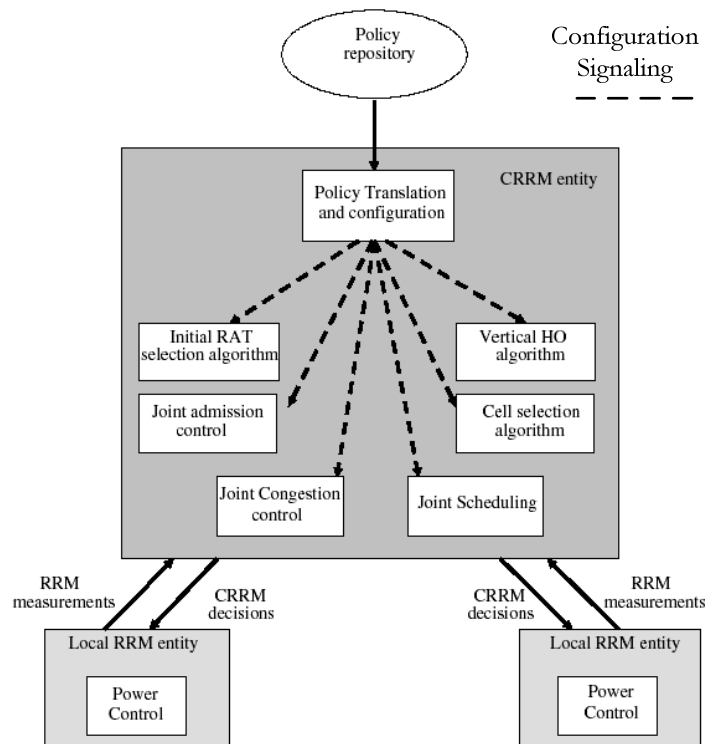 Policy
repository
Configuration
Signaling
CRRM entity
Policy Translation
and configuration
Initial RAT
selection algorithm
Vertical HO
algorithm
Joint admission
control
Cell selection
algorithm
Joint Congestion
control
Joint Scheduling
RRM
measurements
CRRM
decisions
CRRM
decisions
RRM
measurements
Local RRM entity
Power
Control
Local RRM entity
Power
Control